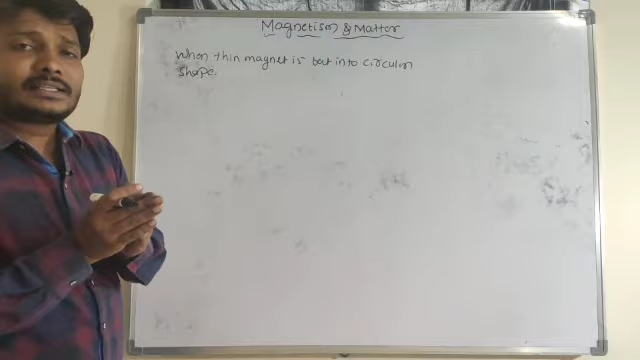 Magnetism & Matter
When thin magnet is bent into circular
shape.